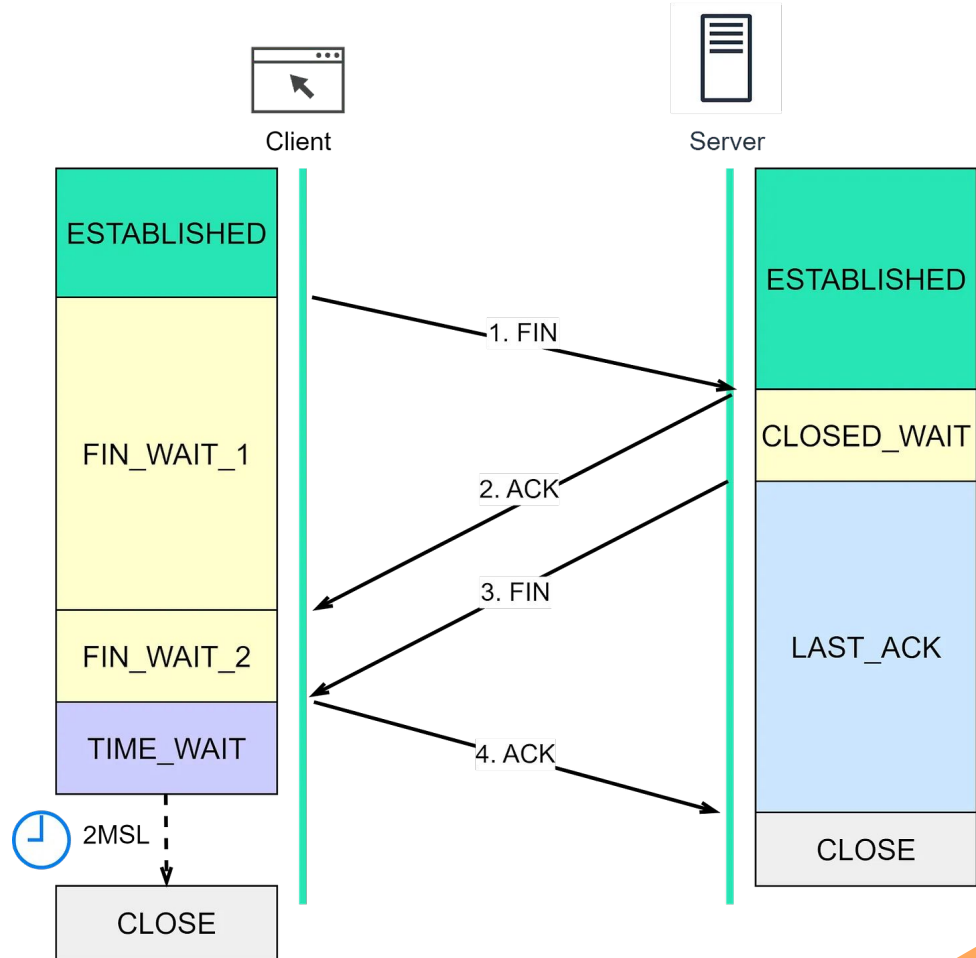 Client
Server
ESTABLISHED
ESTABLISHED
1. FIN
CLOSED_WAIT
FIN_WAIT_1
2. ACK
3. FIN
LAST_ACK
FIN_WAIT_2
TIME_WAIT
4. ACK
2MSL
CLOSE
CLOSE